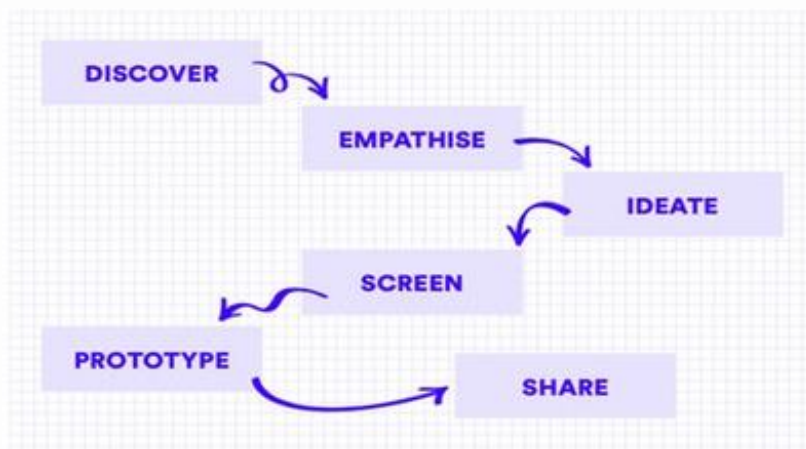 DISCOVER
EMPATHISE
IDEATE
SCREEN
PROTOTYPE
SHARE